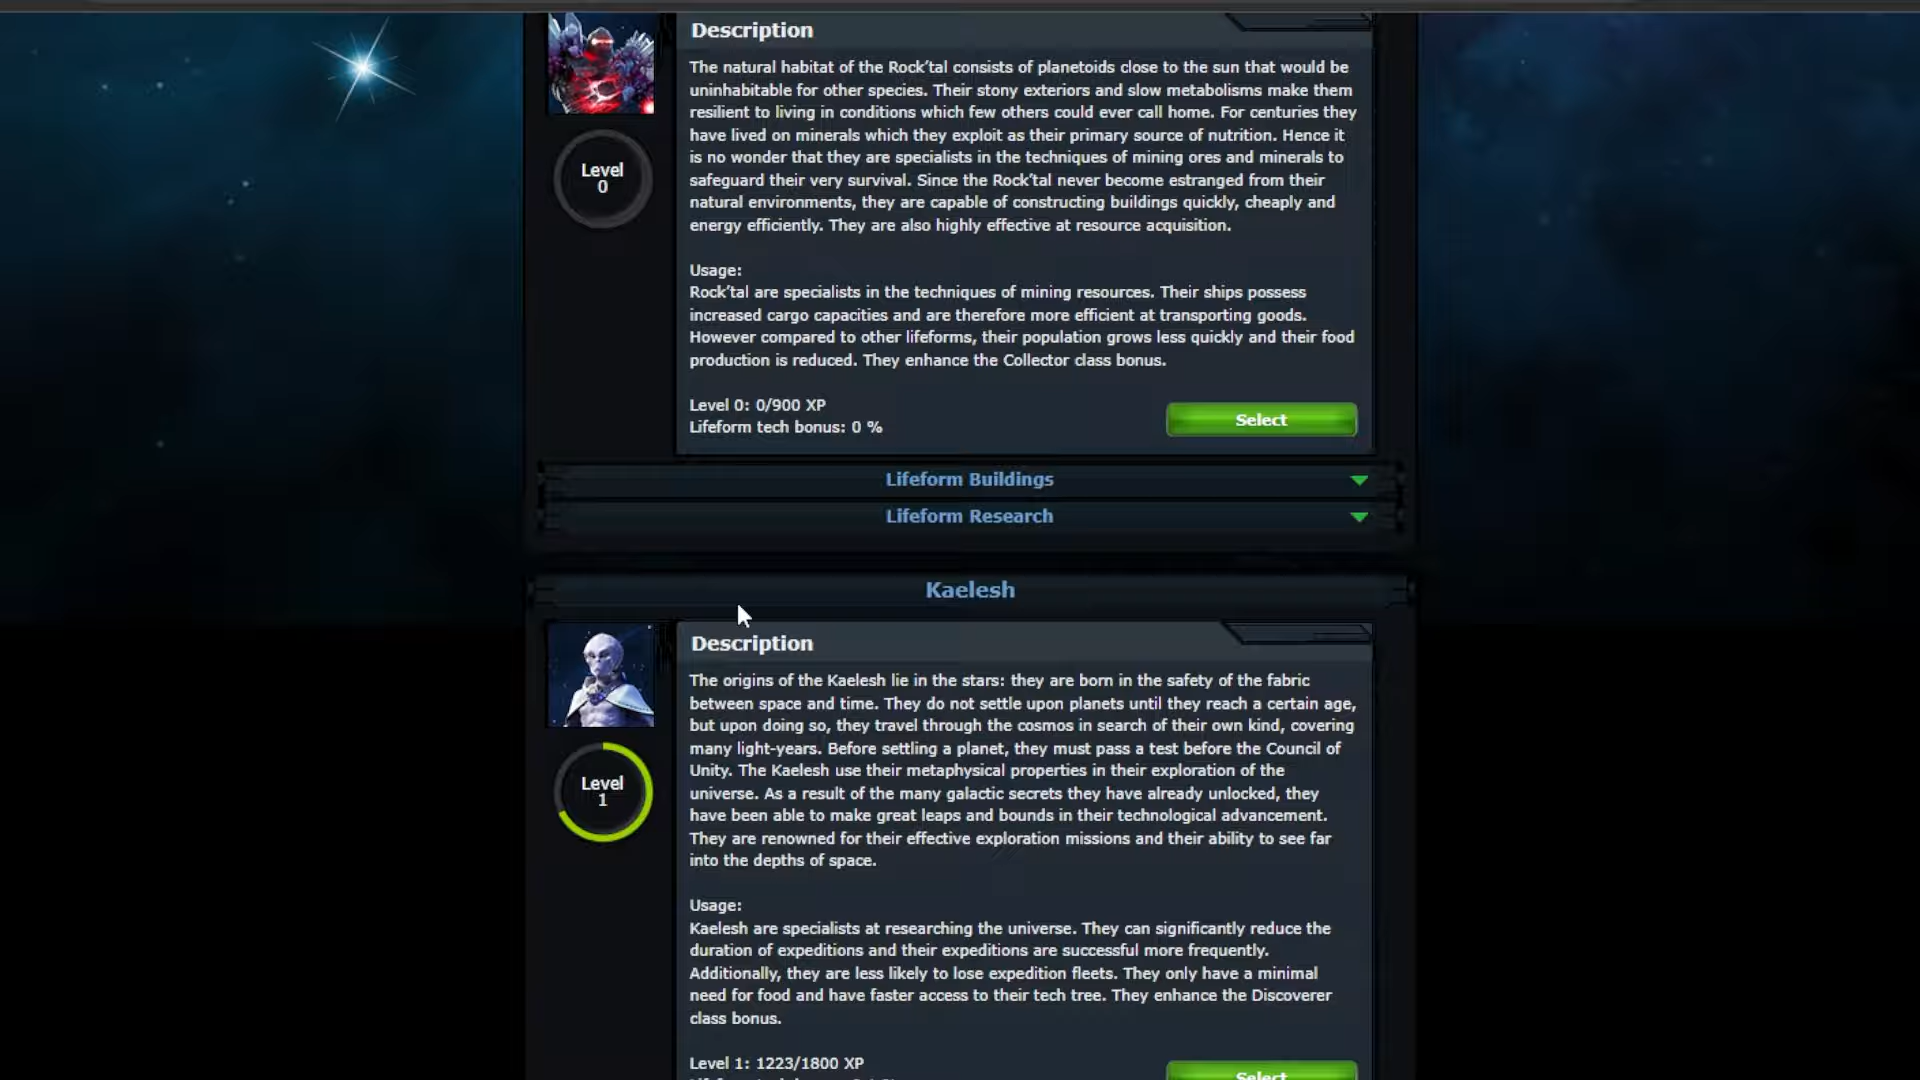 Description
The natural habitat of the Rock'tal consists of planetoids close to the sun that would be
uninhabitable for other species. Their stony exteriors and slow metabolisms make them
resilient to living in conditions which few others could ever call home. For centuries they
have lived on minerals which they exploit as their primary source of nutrition. Hence it
is no wonder that they are specialists in the techniques of mining ores and minerals to
safeguard their very survival. Since the Rock'tal never become estranged from their
natural environments, they are capable of constructing buildings quickly, cheaply and
energy efficiently. They are also highly effective at resource acquisition.
Level
0
Usage:
Rock'tal are specialists in the techniques of mining resources. Their ships possess
increased cargo capacities and are therefore more efficient at transporting goods.
However compared to other lifeforms, their population grows less quickly and their food
production is reduced. They enhance the Collector class bonus.
Level 0: 0/900 XP
Lifeform tech bonus: 0 %
Select
Lifeform Buildings
Lifeform Research
Kaelesh
Description
The origins of the Kaelesh lie in the stars: they are born in the safety of the fabric
between space and time. They do not settle upon planets until they reach a certain age,
but upon doing so, they travel through the cosmos in search of their own kind, covering
many light-years. Before settling a planet, they must pass a test before the Council of
Unity. The Kaelesh use their metaphysical properties in their exploration of the
universe. As a result of the many galactic secrets they have already unlocked, they
have been able to make great leaps and bounds in their technological advancement.
They are renowned for their effective exploration missions and their ability to see far
into the depths of space.
Level
1
Usage:
Kaelesh are specialists at researching the universe. They can significantly reduce the
duration of expeditions and their expeditions are successful more frequently.
Additionally, they are less likely to lose expedition fleets. They only have a minimal
need for food and have faster access to their tech tree. They enhance the Discoverer
class bonus.
Level 1: 1223/1800 XP
Select